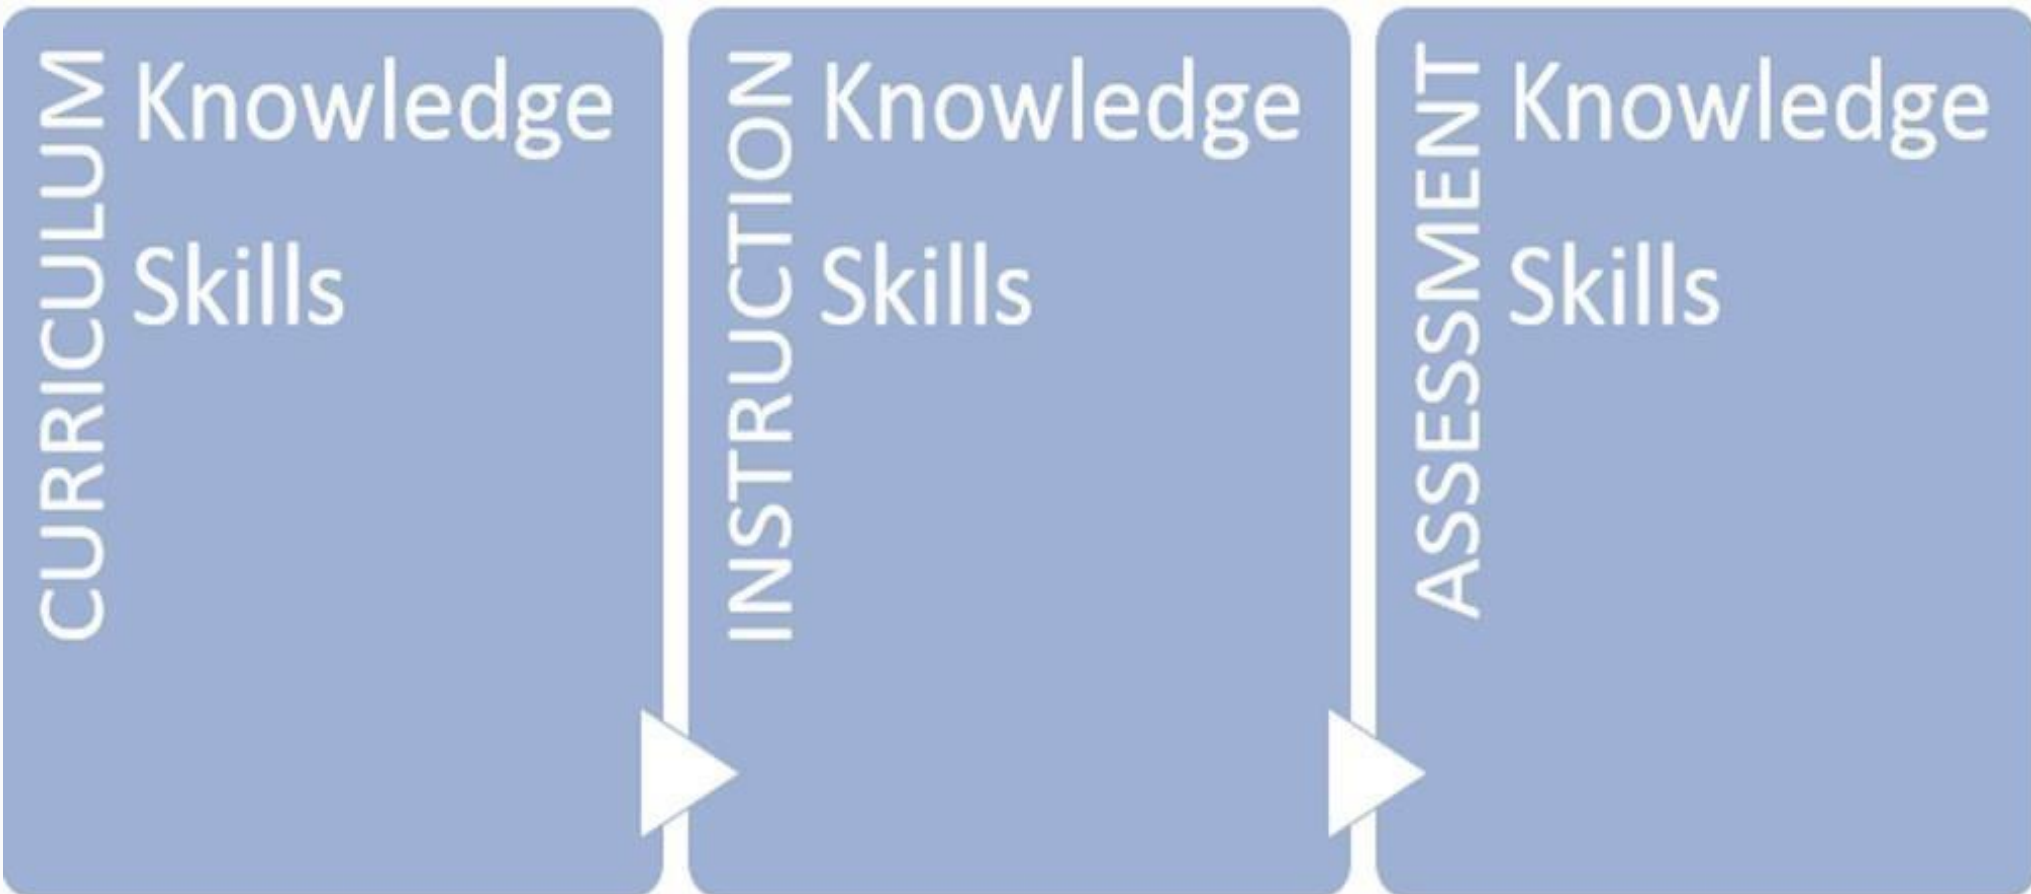 CURRICULUM
Knowledge
Skills
INSTRUCTION
Knowledge
Skills
ASSESSMENT
Knowledge
Skills